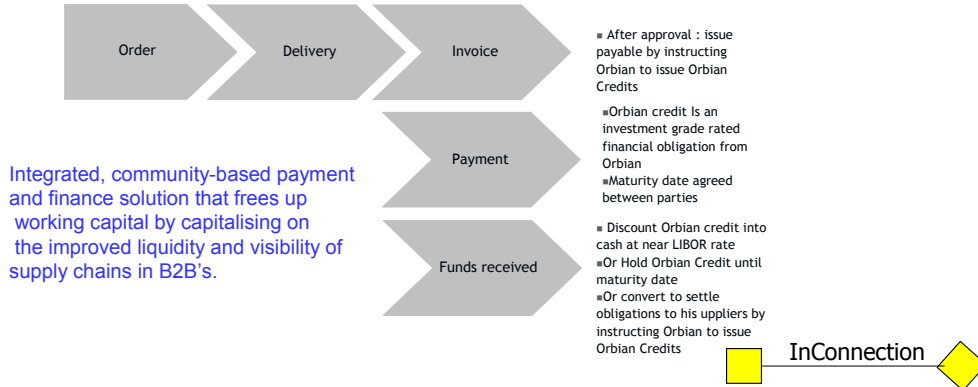 Order
Delivery
Invoice
▪ After approval : issue
payable by instructing
Orbian to issue Orbian
Credits
Payment
▪Orbian credit Is an
investment grade rated
financial obligation from
Orbian
▪Maturity date agreed
between parties
Integrated, community-based payment
and finance solution that frees up
working capital by capitalising on
the improved liquidity and visibility of
supply chains in B2B's.
Funds received
▪ Discount Orbian credit into
cash at near LIBOR rate
▪Or Hold Orbian Credit until
maturity date
▪Or convert to settle
obligations to his uppliers by
instructing Orbian to issue
Orbian Credits
InConnection